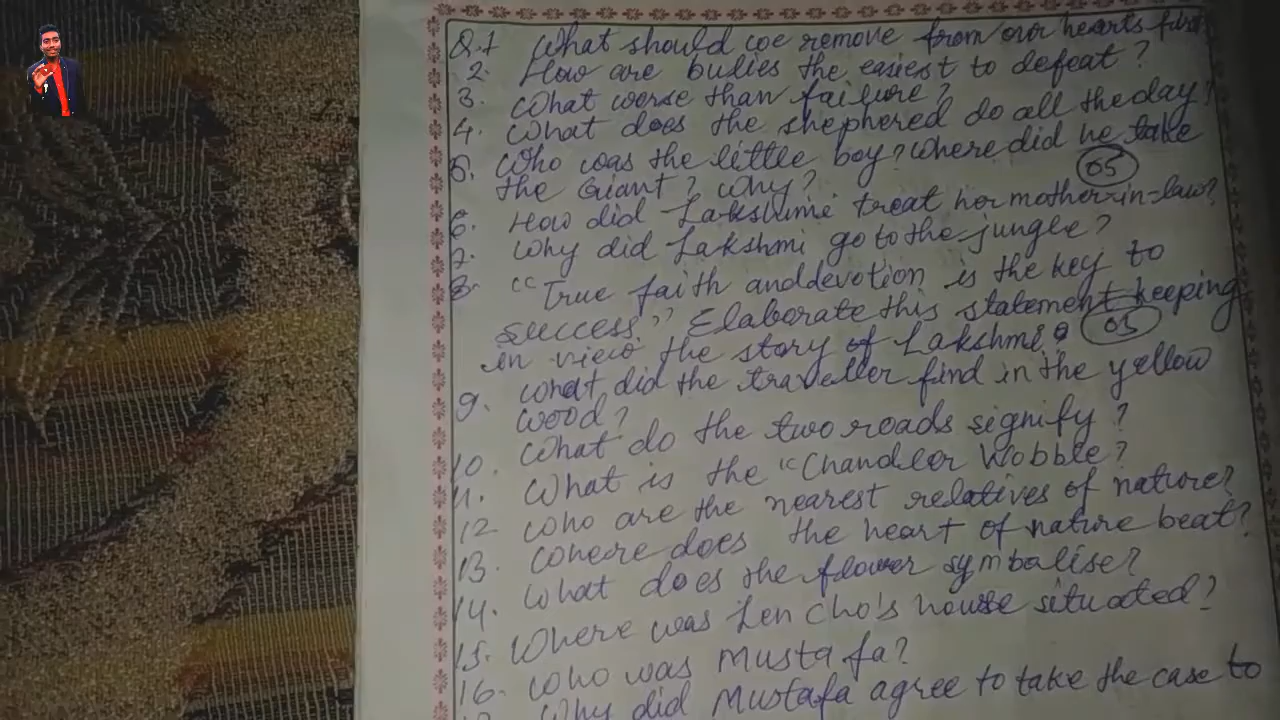 Q.1 What should we remove from our hearts first
2. How are bullies the easiest to defeat?
3. What worse than failure?
4. What does the shephered do all the day?
5. Who was the little boy? Where did he take
the Giant? Why? 05
6. How did Lakshmi treat her mother-in-law?
7. Why did Lakshmi go to the jungle?
8. "True faith and devotion is the key to
success." Elaborate this statement keeping
in view the story of Lakshmi. 05
9. What did the traveller find in the yellow
wood?
10. What do the two roads signify?
11. What is the "Chandler Wobble?
12. Who are the nearest relatives of nature?
13. Where does the heart of nature beat?
14. What does the flower symbalise?
15. Where was Lencho's house situated?
16. Who was Mustafa?
Why did Mustafa agree to take the case to